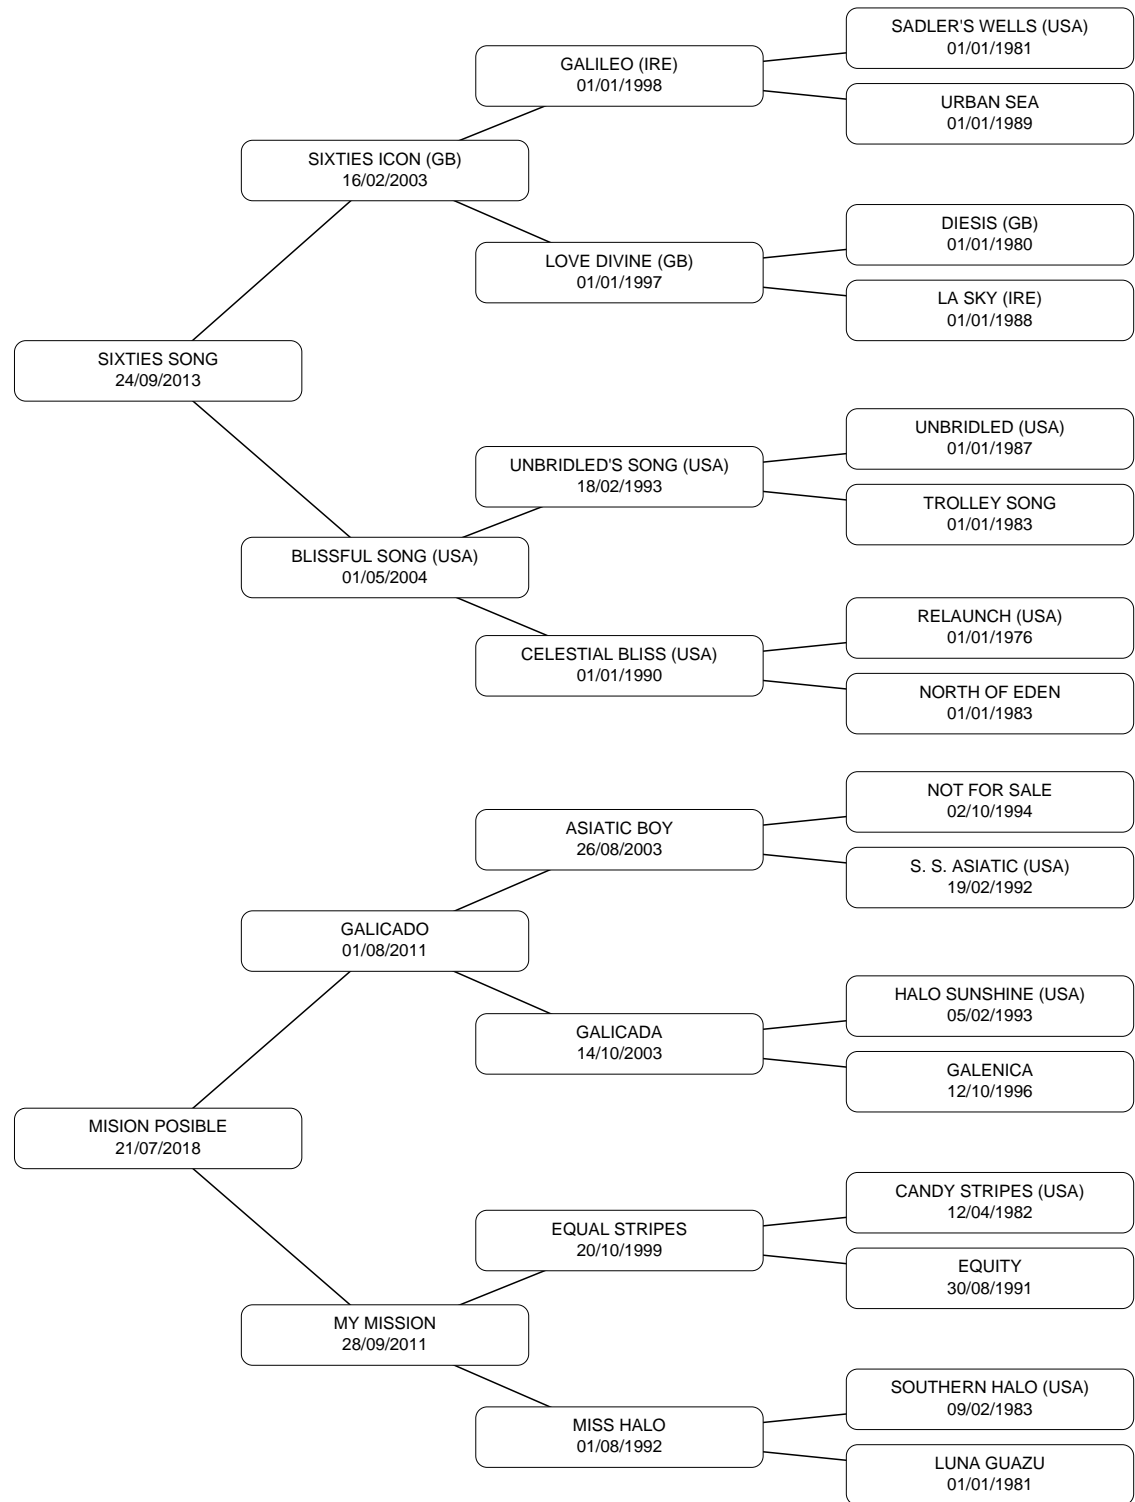 SADLER'S WELLS (USA)
01/01/1981
GALILEO (IRE)
01/01/1998
URBAN SEA
01/01/1989
SIXTIES ICON (GB)
16/02/2003
DIESIS (GB)
01/01/1980
LOVE DIVINE (GB)
01/01/1997
LA SKY (IRE)
01/01/1988
SIXTIES SONG
24/09/2013
UNBRIDLED (USA)
01/01/1987
UNBRIDLED'S SONG (USA)
18/02/1993
TROLLEY SONG
01/01/1983
BLISSFUL SONG (USA)
01/05/2004
RELAUNCH (USA)
01/01/1976
CELESTIAL BLISS (USA)
01/01/1990
NORTH OF EDEN
01/01/1983
NOT FOR SALE
02/10/1994
ASIATIC BOY
26/08/2003
S. S. ASIATIC (USA)
19/02/1992
GALICADO
01/08/2011
HALO SUNSHINE (USA)
05/02/1993
GALICADA
14/10/2003
GALENICA
12/10/1996
MISION POSIBLE
21/07/2018
CANDY STRIPES (USA)
12/04/1982
EQUAL STRIPES
20/10/1999
EQUITY
30/08/1991
MY MISSION
28/09/2011
SOUTHERN HALO (USA)
09/02/1983
MISS HALO
01/08/1992
LUNA GUAZU
01/01/1981